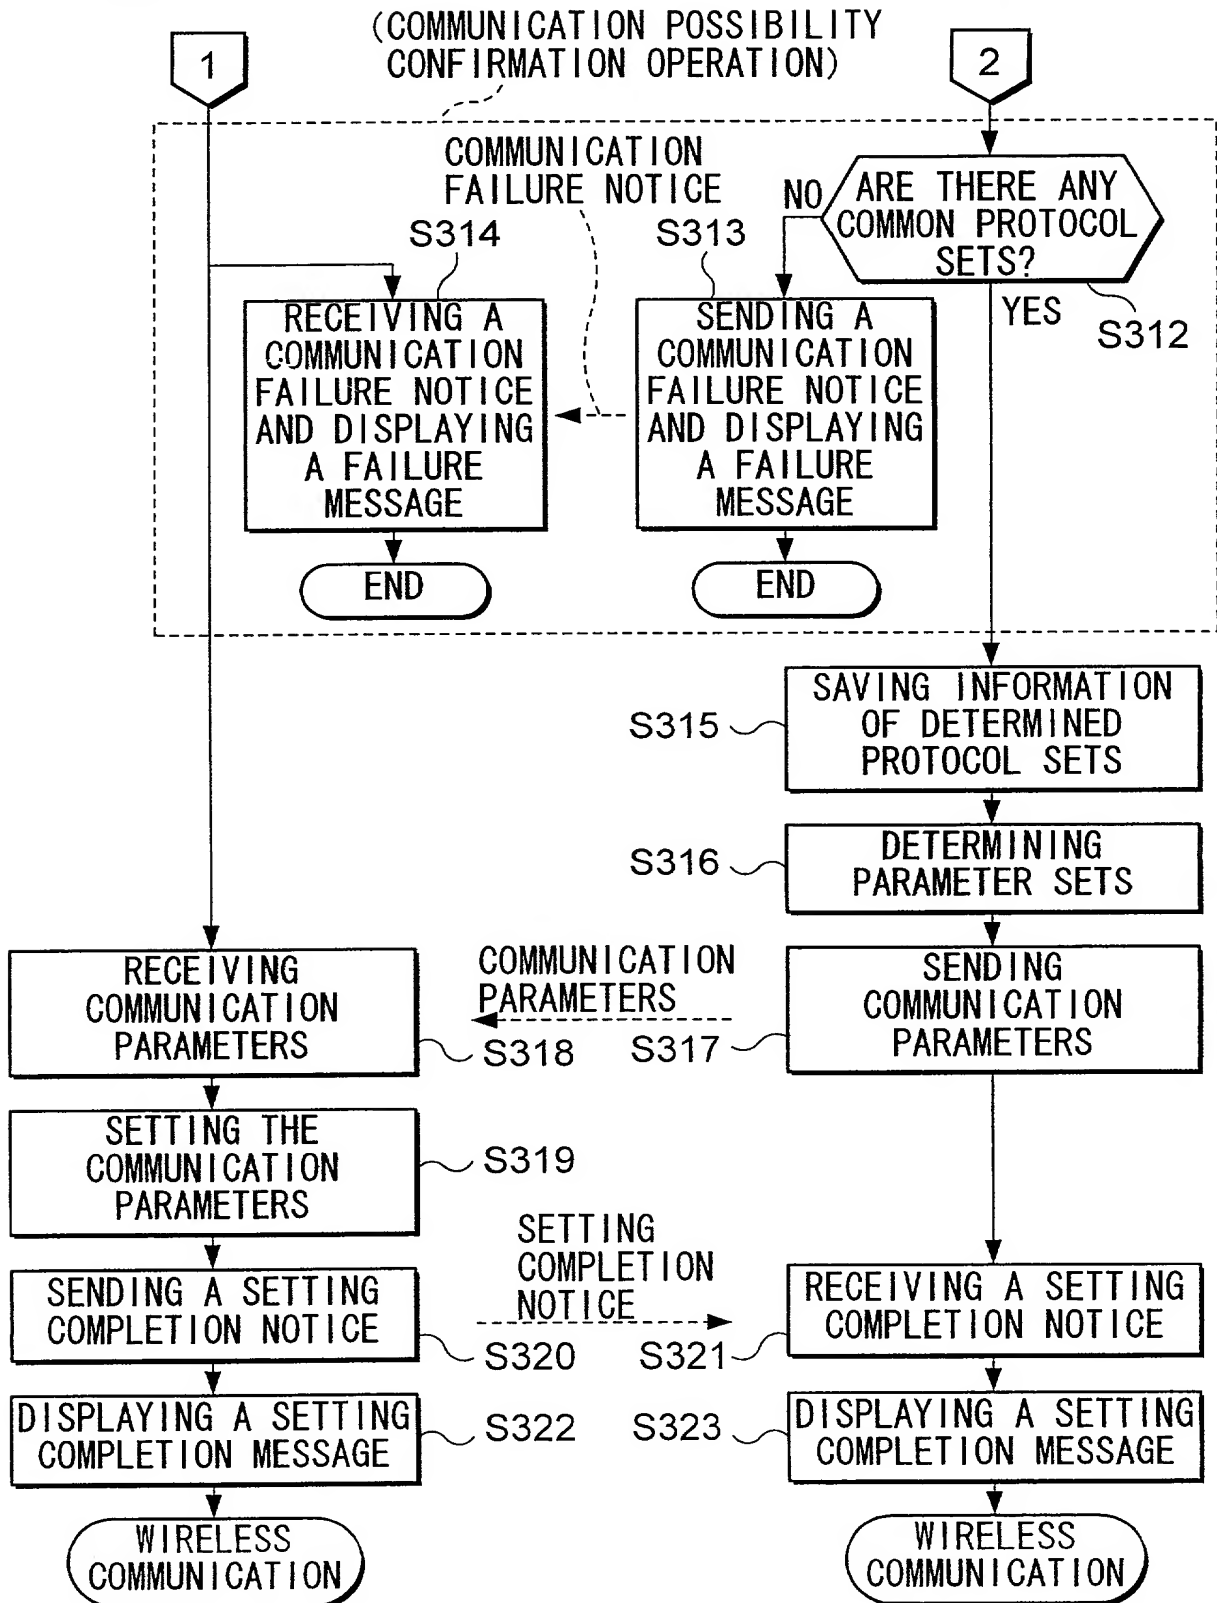 (COMMUNICATION POSSIBILITY
CONFIRMATION OPERATION)
1
2
COMMUNICATION
FAILURE NOTICE
NO
ARE THERE ANY
COMMON PROTOCOL
SETS?
YES
S312
S314
S313
RECEIVING A
COMMUNICATION
FAILURE NOTICE
AND DISPLAYING
A FAILURE
MESSAGE
SENDING A
COMMUNICATION
FAILURE NOTICE
AND DISPLAYING
A FAILURE
MESSAGE
END
END
S315
SAVING INFORMATION
OF DETERMINED
PROTOCOL SETS
S316
DETERMINING
PARAMETER SETS
RECEIVING
COMMUNICATION
PARAMETERS
S318
COMMUNICATION
PARAMETERS
S317
SENDING
COMMUNICATION
PARAMETERS
SETTING THE
COMMUNICATION
PARAMETERS
S319
SENDING A SETTING
COMPLETION NOTICE
S320
SETTING
COMPLETION
NOTICE
S321
RECEIVING A SETTING
COMPLETION NOTICE
DISPLAYING A SETTING
COMPLETION MESSAGE
S322
S323
DISPLAYING A SETTING
COMPLETION MESSAGE
WIRELESS
COMMUNICATION
WIRELESS
COMMUNICATION